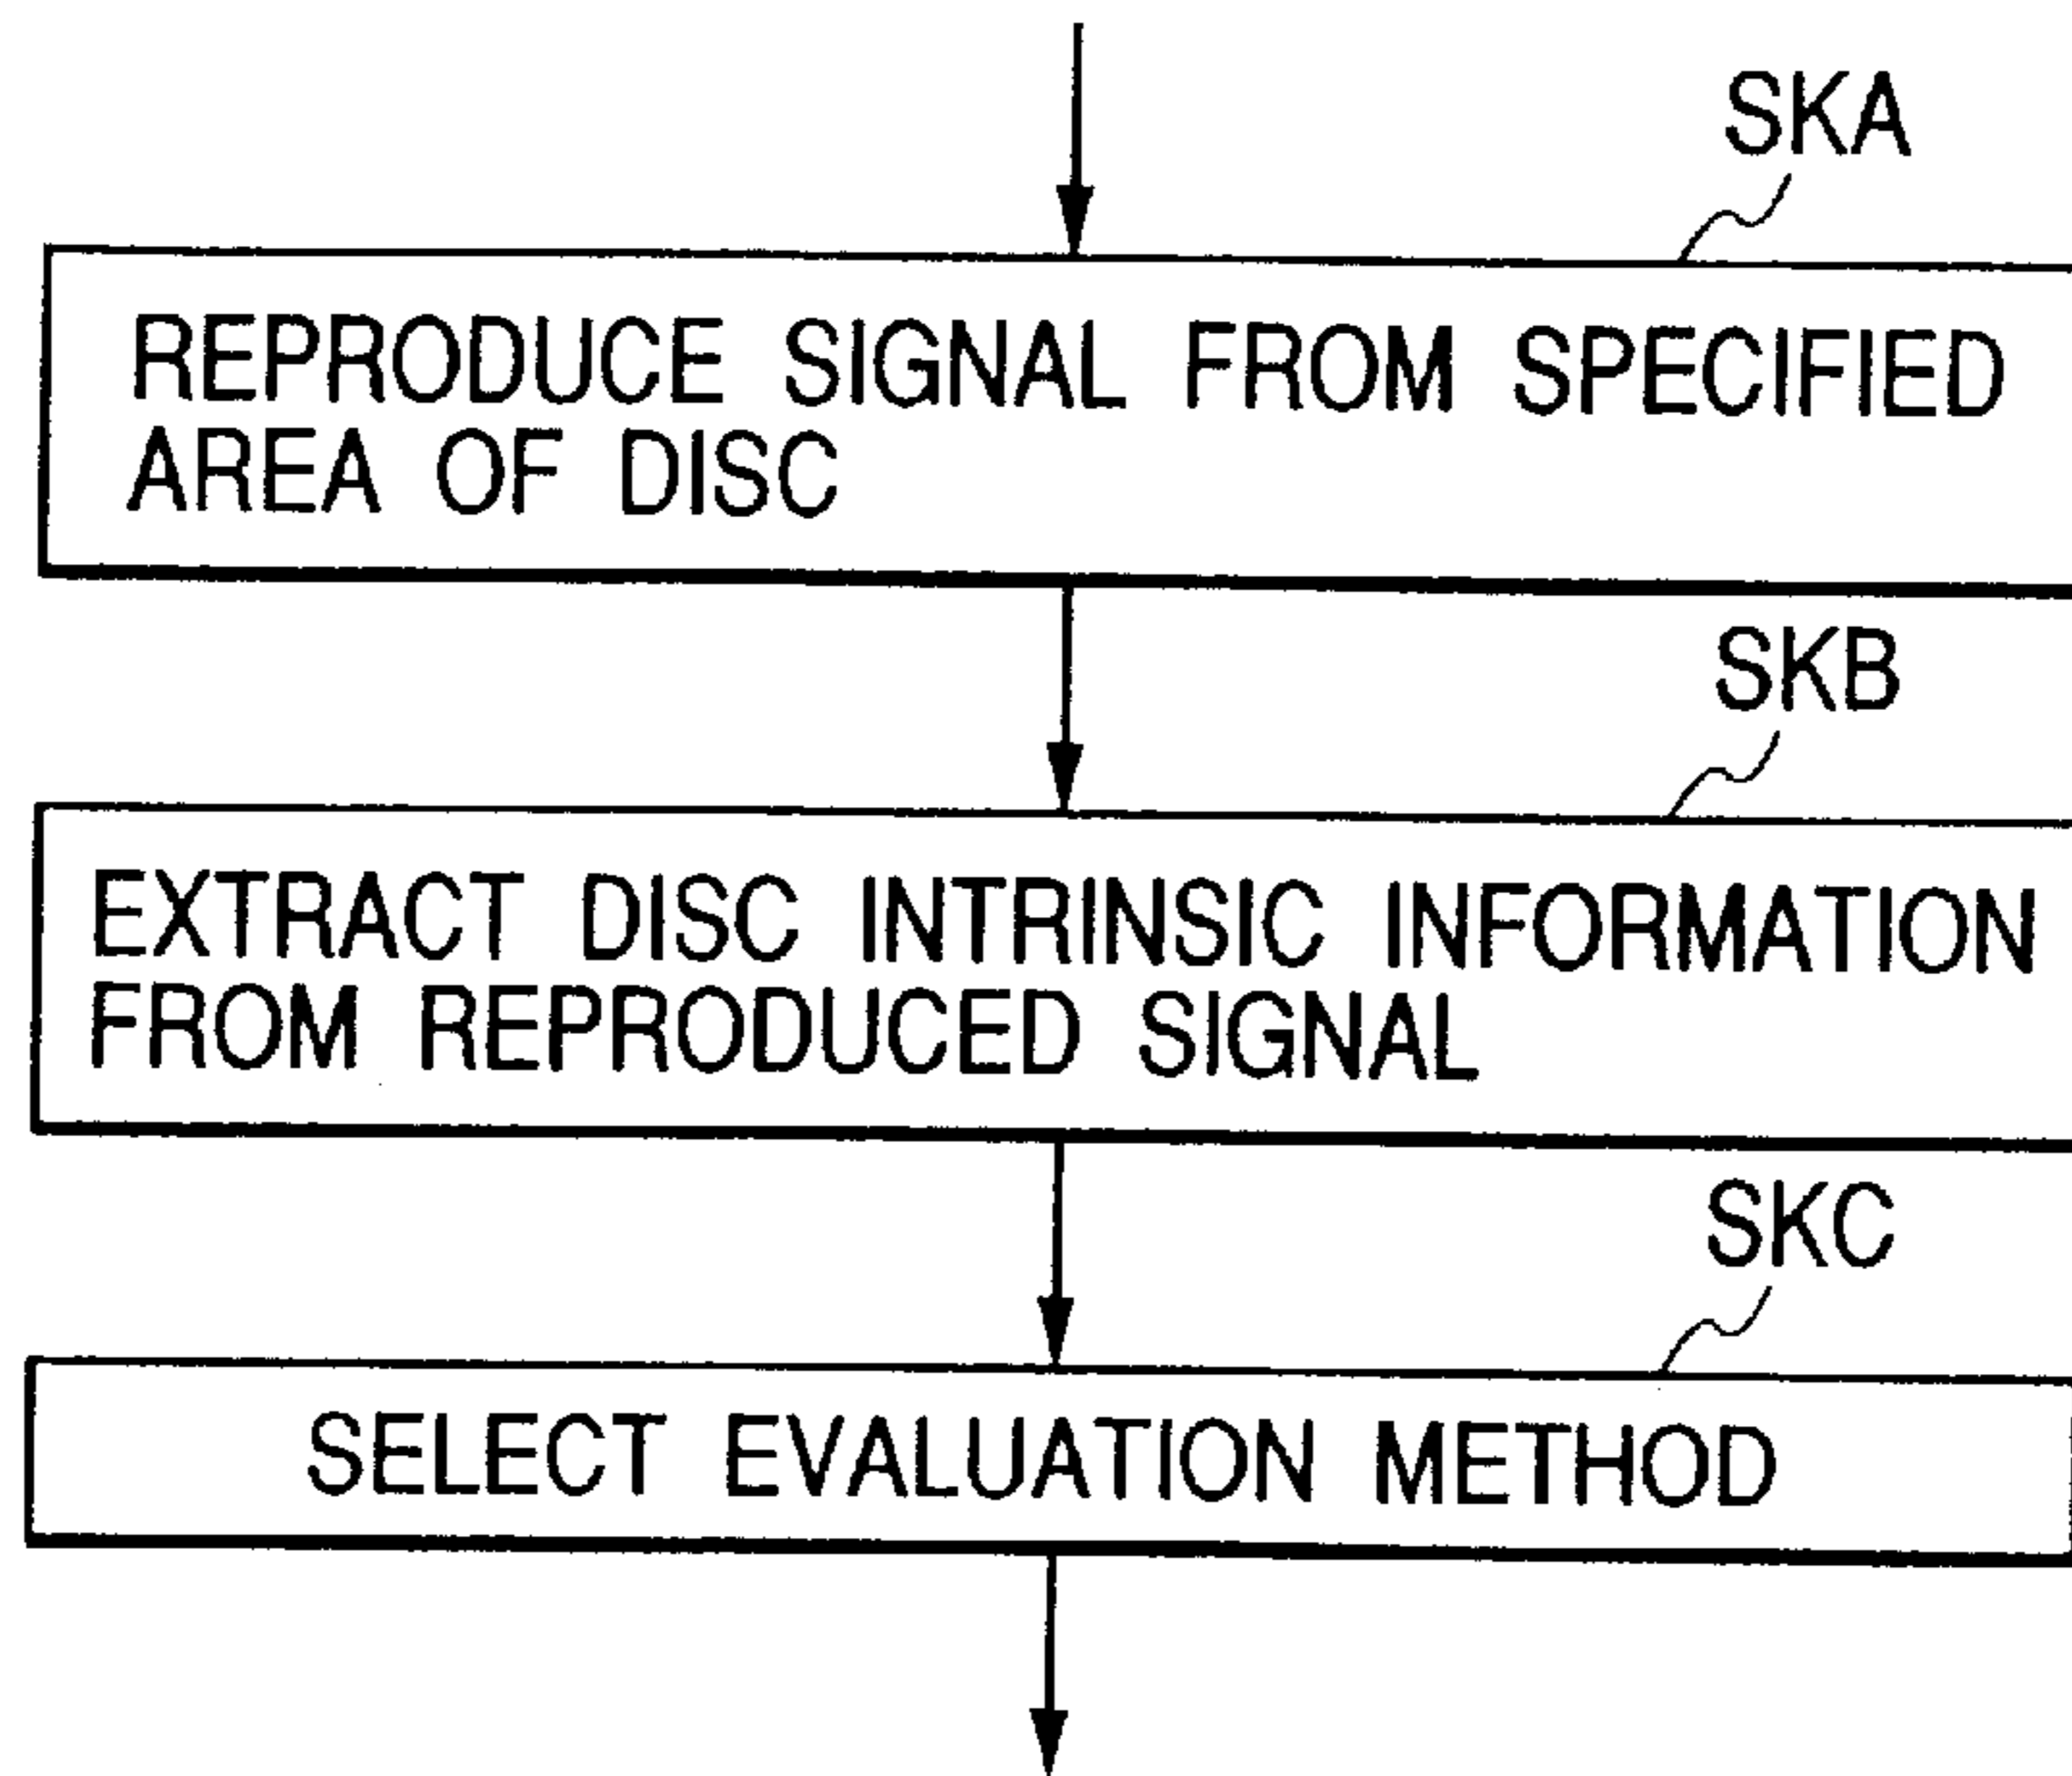 SKA
REPRODUCE SIGNAL FROM SPECIFIED
AREA OF DISC
SKB
EXTRACT DISC INTRINSIC INFORMATION
FROM REPRODUCED SIGNAL
SKC
SELECT EVALUATION METHOD